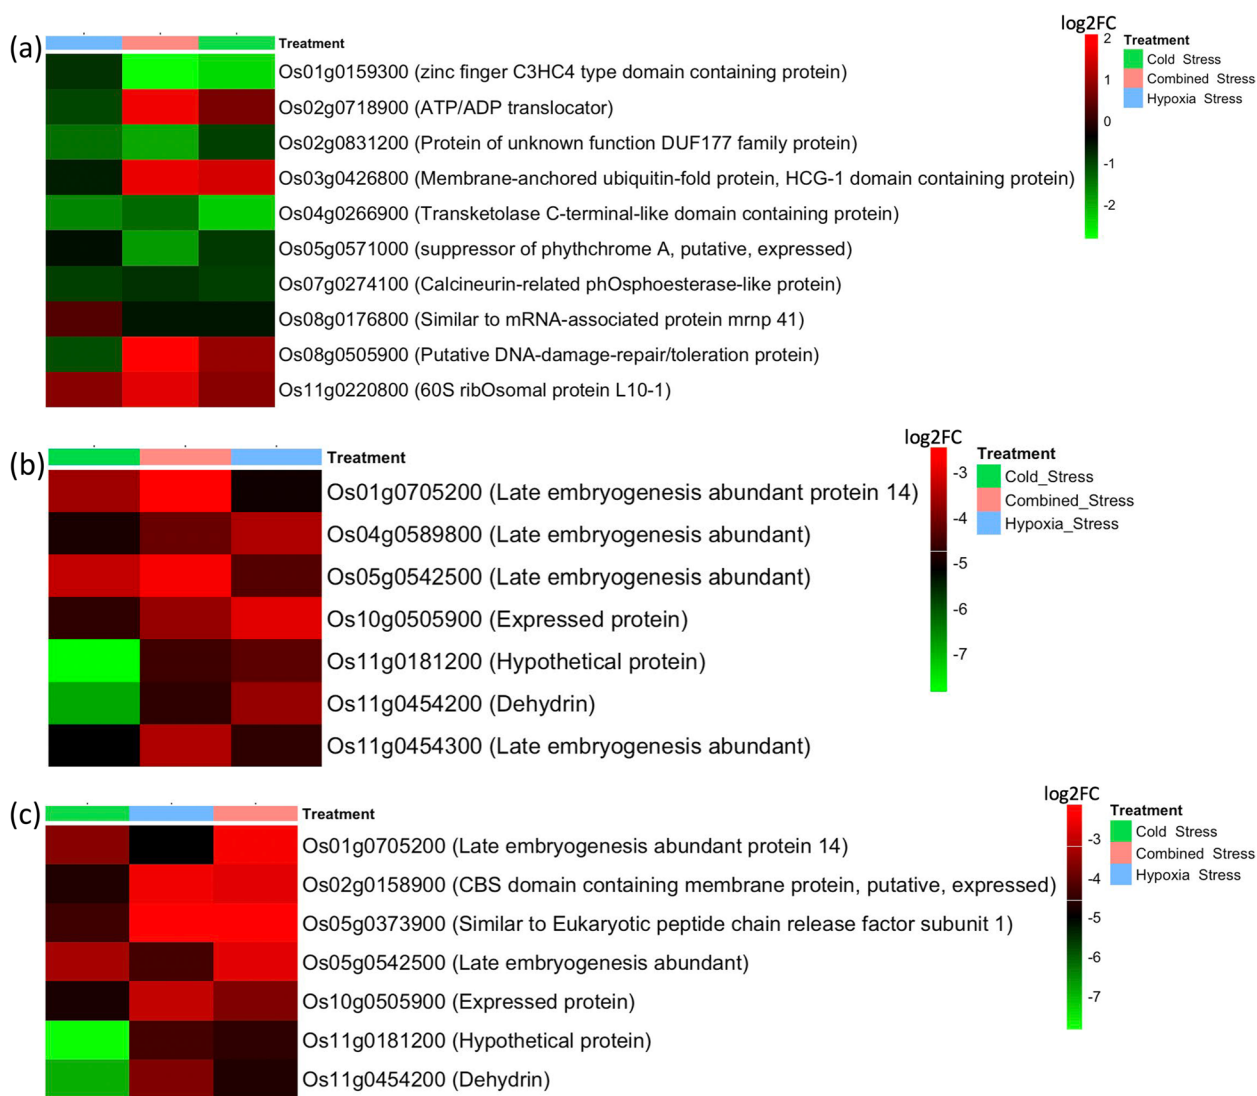 (a)
Treatment
Os01g0159300 (zinc finger C3HC4 type domain containing protein)
Os02g0718900 (ATP/ADP translocator)
Os02g0831200 (Protein of unknown function DUF177 family protein)
Os03g0426800 (Membrane-anchored ubiquitin-fold protein, HCG-1 domain containing protein)
Os04g0266900 (Transketolase C-terminal-like domain containing protein)
Os05g0571000 (suppressor of phythchrome A, putative, expressed)
Os07g0274100 (Calcineurin-related phOsphoesterase-like protein)
Os08g0176800 (Similar to mRNA-associated protein mrnp 41)
Os08g0505900 (Putative DNA-damage-repair/toleration protein)
Os11g0220800 (60S ribOsomal protein L10-1)
log2FC
2
1
0
-1
-2
Treatment
Cold Stress
Combined Stress
Hypoxia Stress
(b)
Treatment
Os01g0705200 (Late embryogenesis abundant protein 14)
Os04g0589800 (Late embryogenesis abundant)
Os05g0542500 (Late embryogenesis abundant)
Os10g0505900 (Expressed protein)
Os11g0181200 (Hypothetical protein)
Os11g0454200 (Dehydrin)
Os11g0454300 (Late embryogenesis abundant)
log2FC
-3
-4
-5
-6
-7
Treatment
Cold_Stress
Combined_Stress
Hypoxia_Stress
(c)
Treatment
Os01g0705200 (Late embryogenesis abundant protein 14)
Os02g0158900 (CBS domain containing membrane protein, putative, expressed)
Os05g0373900 (Similar to Eukaryotic peptide chain release factor subunit 1)
Os05g0542500 (Late embryogenesis abundant)
Os10g0505900 (Expressed protein)
Os11g0181200 (Hypothetical protein)
Os11g0454200 (Dehydrin)
log2FC
-3
-4
-5
-6
-7
Treatment
Cold Stress
Combined Stress
Hypoxia Stress